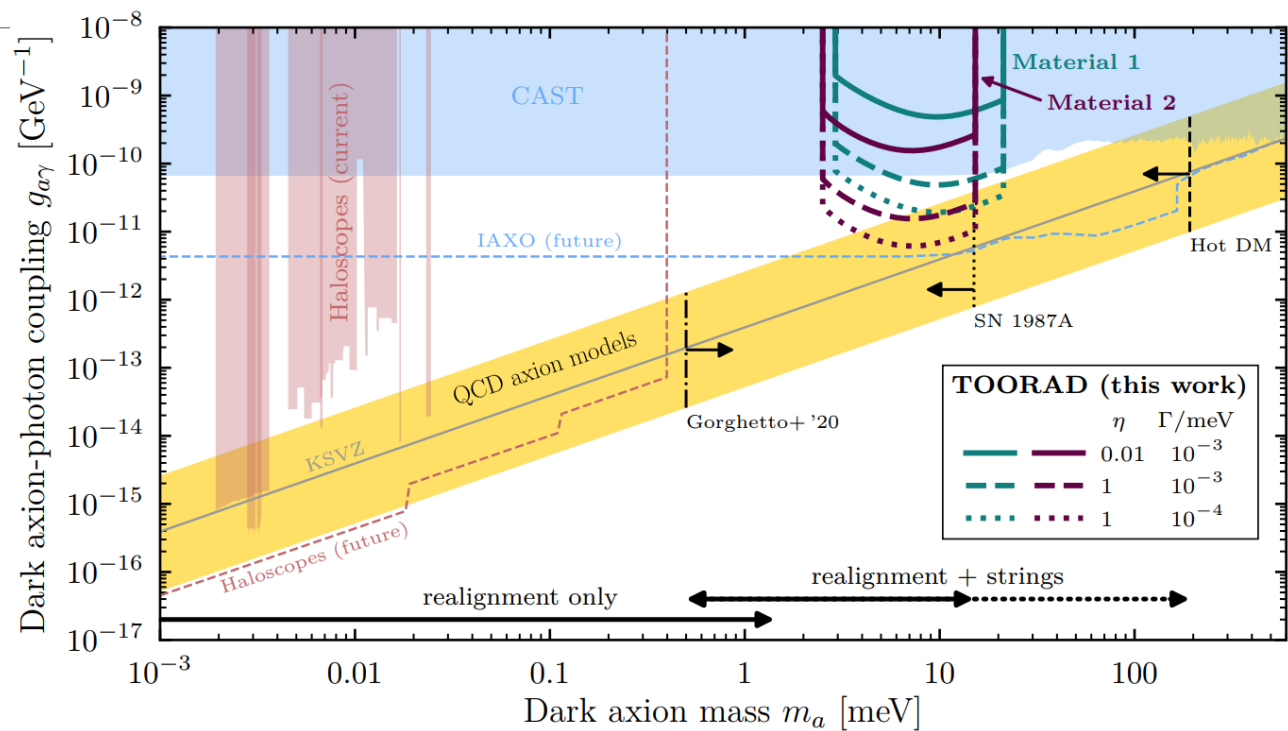 Dark axion-photon coupling g_{aγ} [GeV⁻¹]
10⁻⁸
10⁻⁹
10⁻¹⁰
10⁻¹¹
10⁻¹²
10⁻¹³
10⁻¹⁴
10⁻¹⁵
10⁻¹⁶
10⁻¹⁷
Haloscopes (current)
CAST
Material 1
Material 2
IAXO (future)
Hot DM
SN 1987A
QCD axion models
Gorghetto+ '20
KSVZ
Haloscopes (future)
TOORAD (this work)
η Γ/meV
0.01 10⁻³
1 10⁻³
1 10⁻⁴
realignment + strings
realignment only
10⁻³ 0.01 0.1 1 10 100
Dark axion mass mₐ [meV]